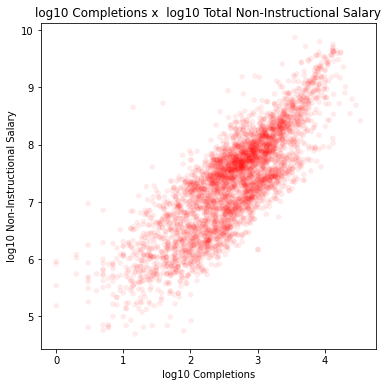 log10 Completions x  log10 Total Non-Instructional Salary
10
9
8
7
6
5
log10 Non-Instructional Salary
0 1 2 3 4
log10 Completions